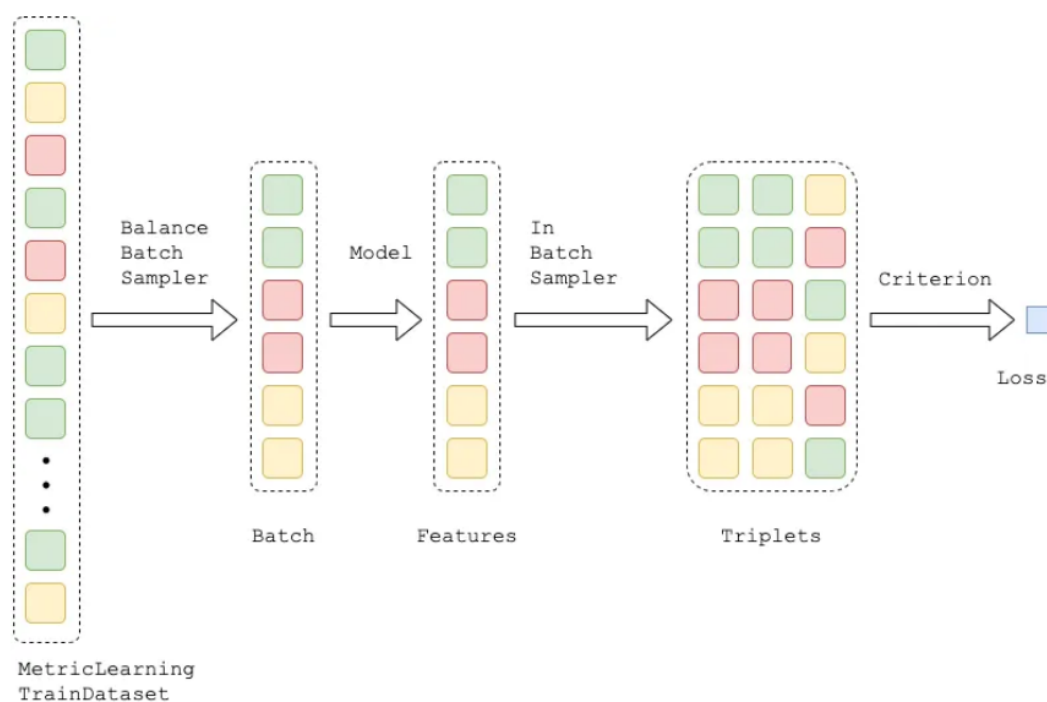 Balance
Batch
Sampler
Model
In
Batch
Sampler
Criterion
Loss
Batch
Features
Triplets
MetricLearning
TrainDataset